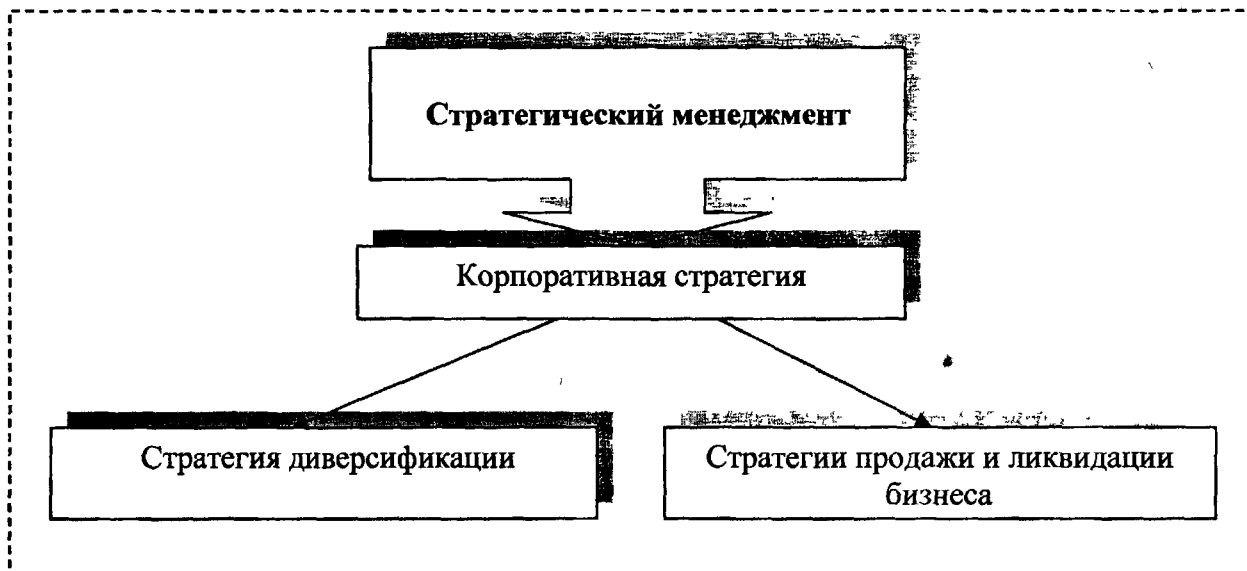 Стратегический менеджмент
Корпоративная стратегия
Стратегия диверсификации
Стратегии продажи и ликвидации
бизнеса